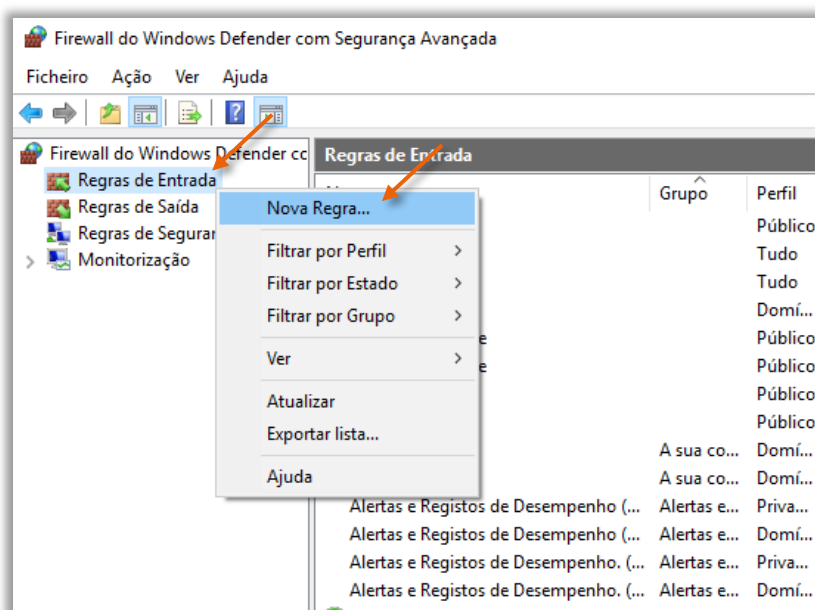 Firewall do Windows Defender com Segurança Avançada
Ficheiro Ação Ver Ajuda
Firewall do Windows Defender cc
Regras de Entrada
Regras de Saída
Regras de Segurar
Monitorização
Regras de Entrada
Grupo Perfil
Nova Regra...
Filtrar por Perfil
Filtrar por Estado
Filtrar por Grupo
Ver
Atualizar
Exportar lista...
Ajuda
Público
Tudo
Tudo
Domí...
e Público
e Público
Público
Público
A sua co... Domí...
A sua co... Domí...
Alertas e Registos de Desempenho (... Alertas e... Priva...
Alertas e Registos de Desempenho (... Alertas e... Domí...
Alertas e Registos de Desempenho. (... Alertas e... Priva...
Alertas e Registos de Desempenho. (... Alertas e... Domí...